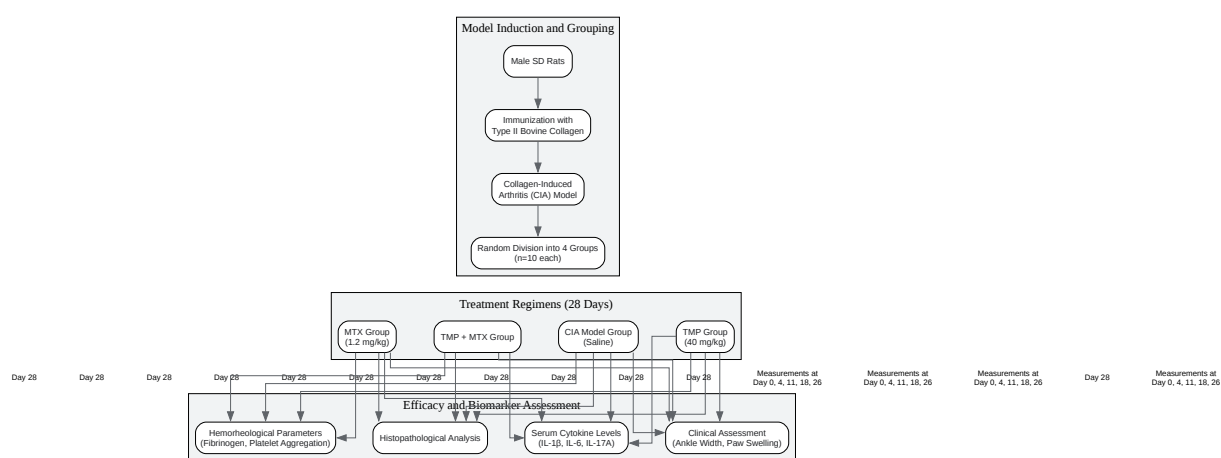 Model Induction and Grouping
Male SD Rats
Immunization with
Type II Bovine Collagen
Collagen-Induced
Arthritis (CIA) Model
Random Division into 4 Groups
(n=10 each)
Treatment Regimens (28 Days)
MTX Group
(1.2 mg/kg)
TMP + MTX Group
CIA Model Group
(Saline)
TMP Group
(40 mg/kg)
Day 28
Day 28
Day 28
Day 28
Day 28
Day 28
Day 28
Day 28
Day 28
Day 28
Day 28
Measurements at
Day 0, 4, 11, 18, 26
Measurements at
Day 0, 4, 11, 18, 26
Measurements at
Day 0, 4, 11, 18, 26
Day 28
Measurements at
Day 0, 4, 11, 18, 26
Efficacy and Biomarker Assessment
Hemorheological Parameters
(Fibrinogen, Platelet Aggregation)
Histopathological Analysis
Serum Cytokine Levels
(IL-1β, IL-6, IL-17A)
Clinical Assessment
(Ankle Width, Paw Swelling)